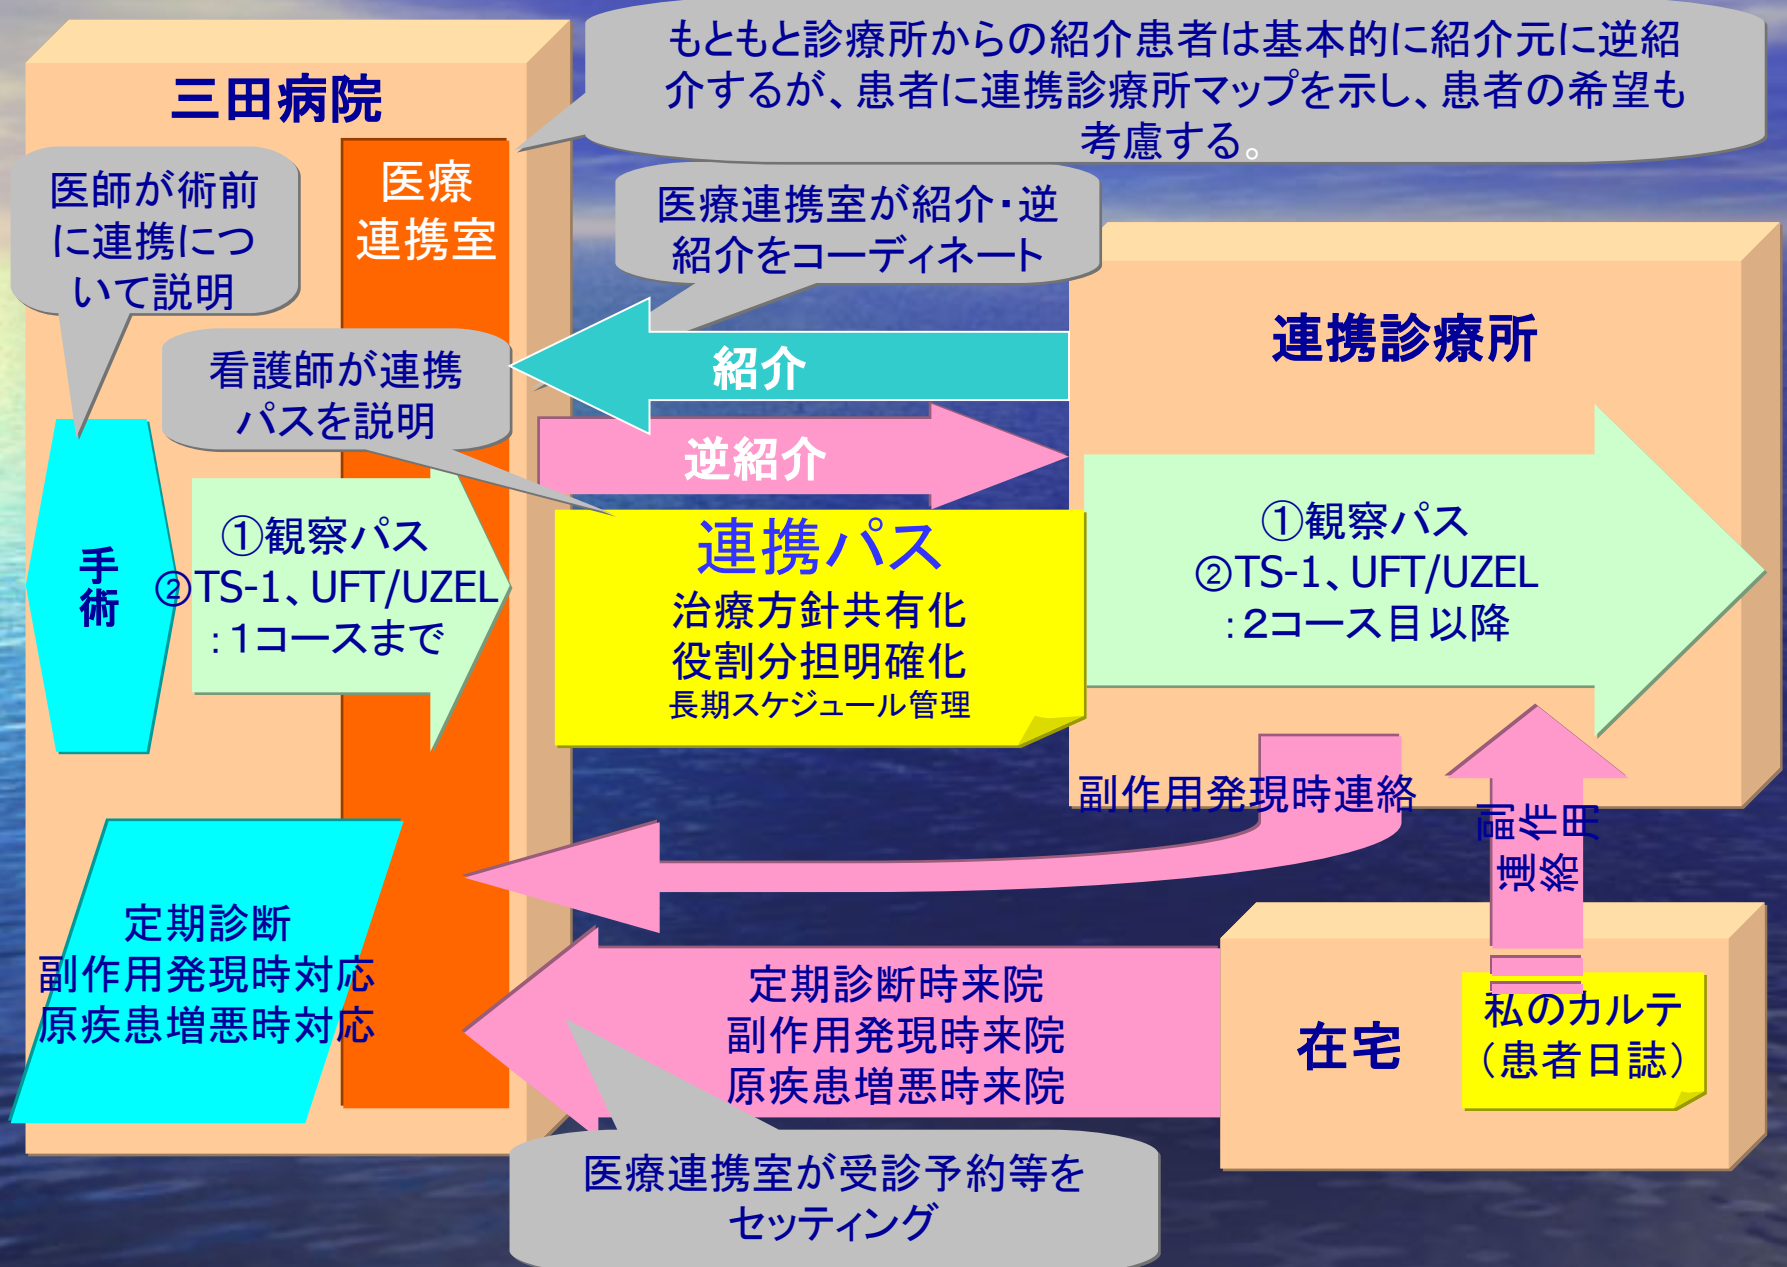 もともと診療所からの紹介患者は基本的に紹介元に逆紹
介するが、患者に連携診療所マップを示し、患者の希望も
考慮する。
三田病院
医療
連携室
医師が術前
に連携につ
いて説明
医療連携室が紹介・逆
紹介をコーディネート
連携診療所
看護師が連携
パスを説明
紹介
逆紹介
手
術
①観察パス
②TS-1、UFT/UZEL
:1コースまで
連携パス
治療方針共有化
役割分担明確化
長期スケジュール管理
①観察パス
②TS-1、UFT/UZEL
:2コース目以降
副作用発現時連絡
副作用
連絡
定期診断
副作用発現時対応
原疾患増悪時対応
定期診断時来院
副作用発現時来院
原疾患増悪時来院
在宅
私のカルテ
（患者日誌）
医療連携室が受診予約等を
セッティング